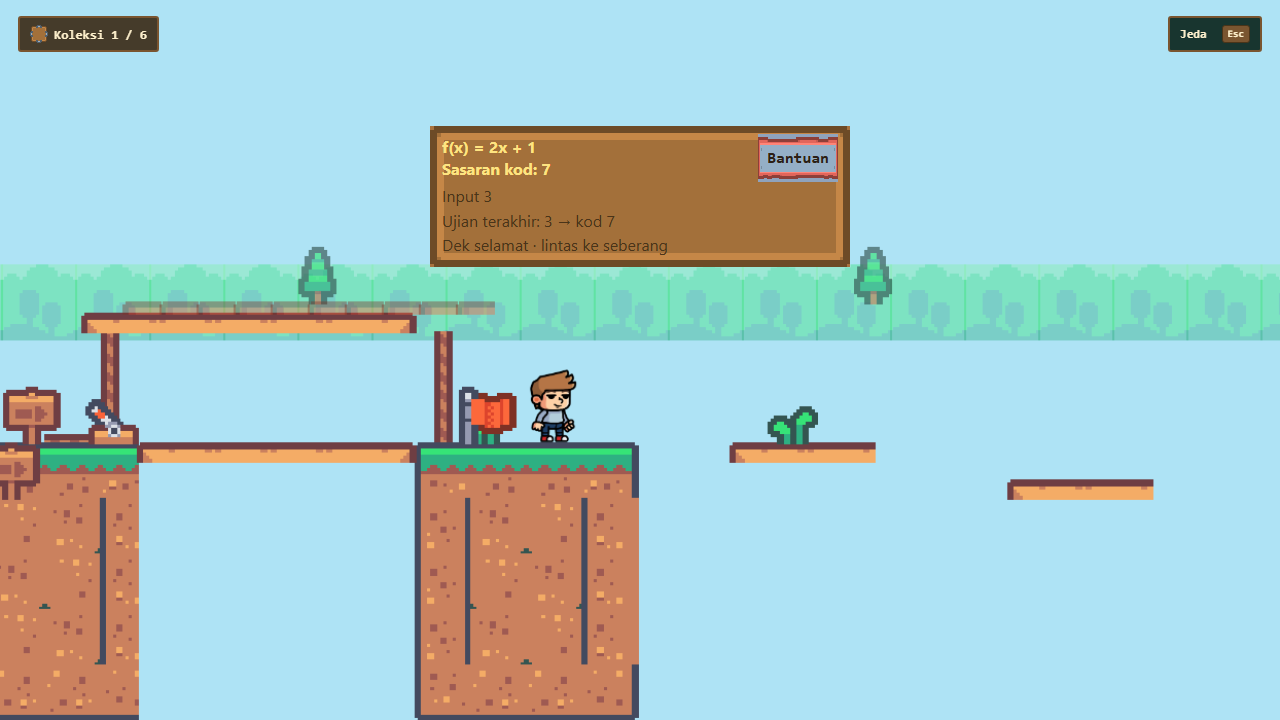 Koleksi 1 / 6
Jeda Esc
f(x) = 2x + 1
Bantuan
Sasaran kod: 7
Input 3
Ujian terakhir: 3 → kod 7
Dek selamat · lintas ke seberang